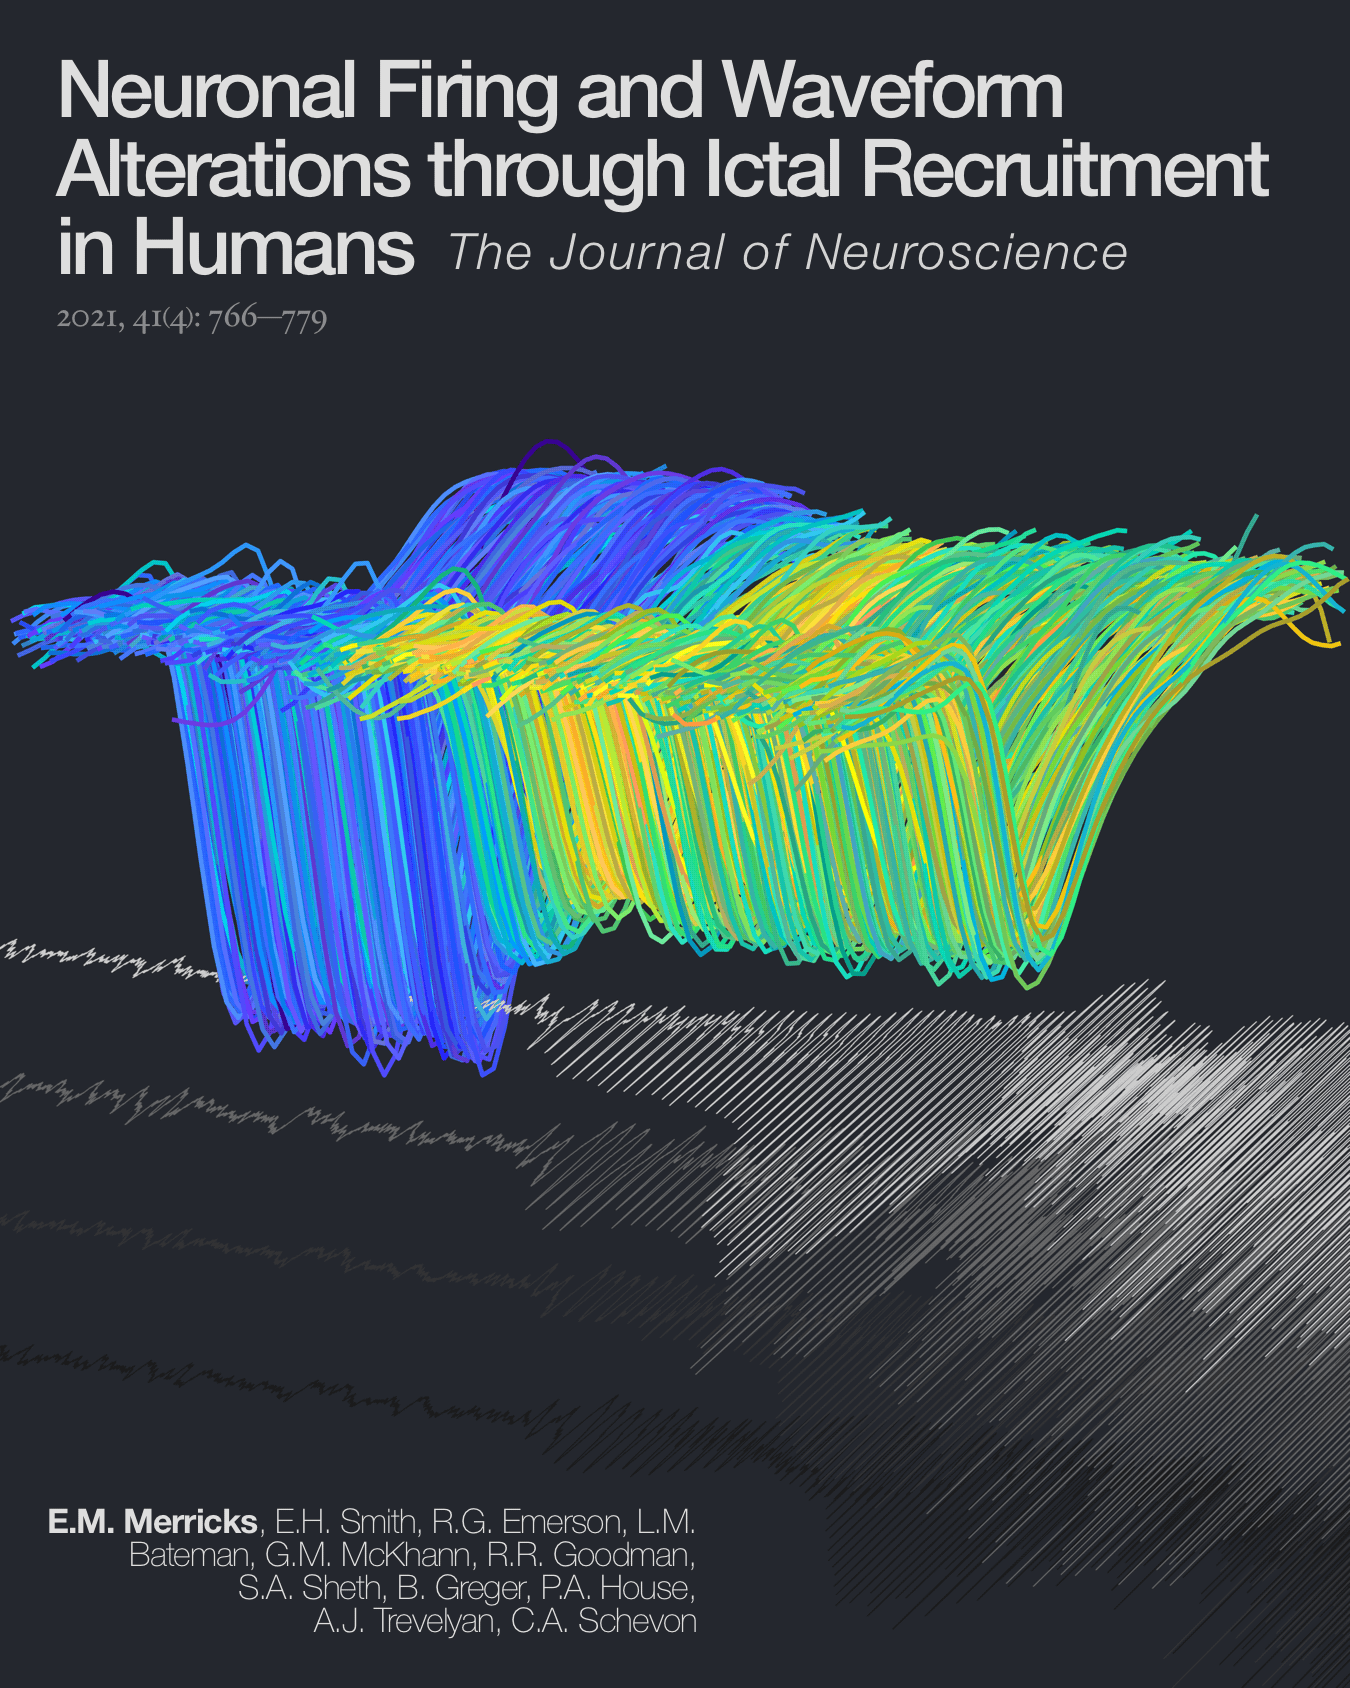 Neuronal Firing and Waveform
Alterations through Ictal Recruitment
in Humans The Journal of Neuroscience
2021, 41(4): 766—779
E.M. Merricks, E.H. Smith, R.G. Emerson, L.M.
Bateman, G.M. McKhann, R.R. Goodman,
S.A. Sheth, B. Greger, P.A. House,
A.J. Trevelyan, C.A. Schevon